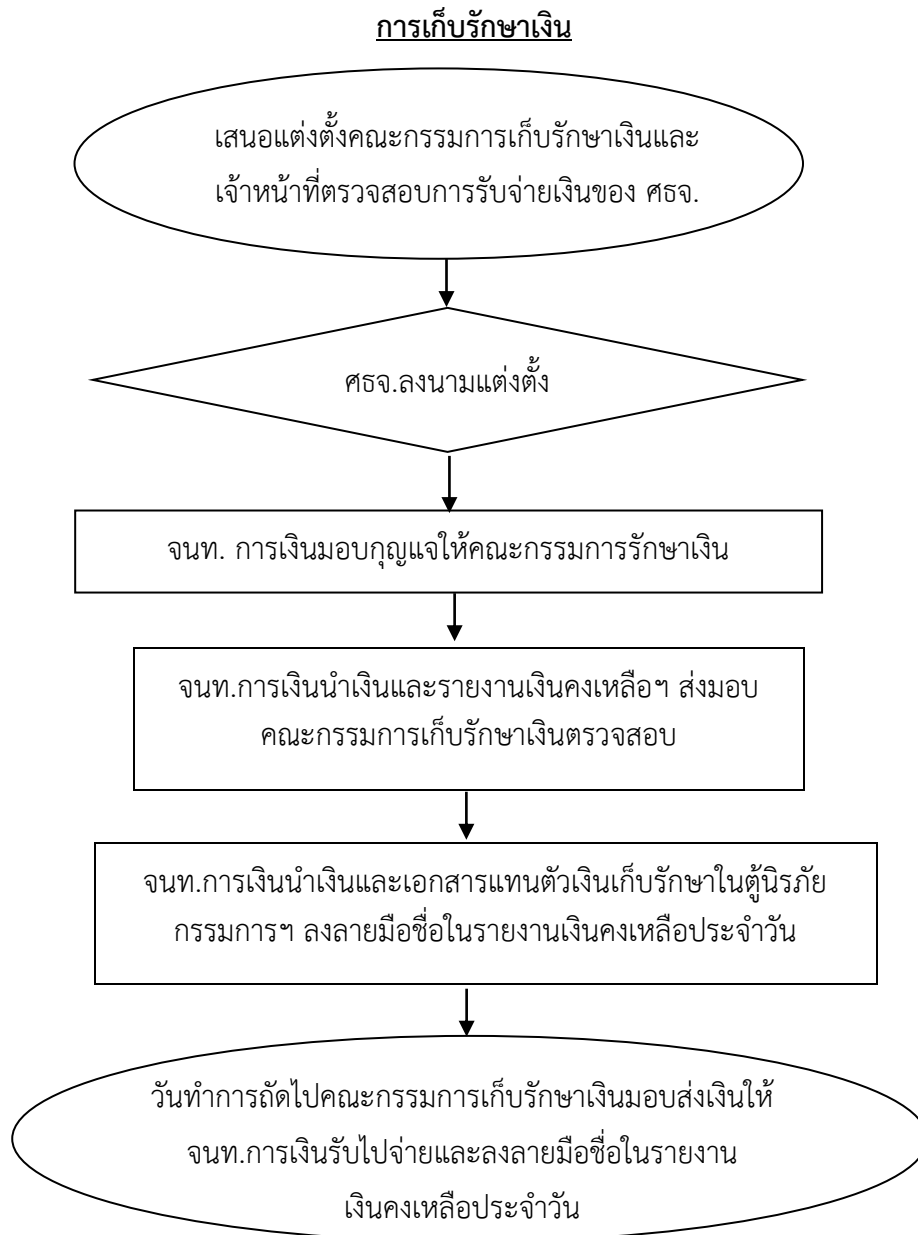 การเก็บรักษาเงิน
เสนอแต่งตั้งคณะกรรมการเก็บรักษาเงินและ
เจ้าหน้าที่ตรวจสอบการรับจ่ายเงินของ ศธจ.
ศธจ.ลงนามแต่งตั้ง
จนท. การเงินมอบกุญแจให้คณะกรรมการรักษาเงิน
จนท.การเงินนำเงินและรายงานเงินคงเหลือฯ ส่งมอบ
คณะกรรมการเก็บรักษาเงินตรวจสอบ
จนท.การเงินนำเงินและเอกสารแทนตัวเงินเก็บรักษาในตู้นิรภัย
กรรมการฯ ลงลายมือชื่อในรายงานเงินคงเหลือประจำวัน
วันทำการถัดไปคณะกรรมการเก็บรักษาเงินมอบส่งเงินให้
จนท.การเงินรับไปจ่ายและลงลายมือชื่อในรายงาน
เงินคงเหลือประจำวัน